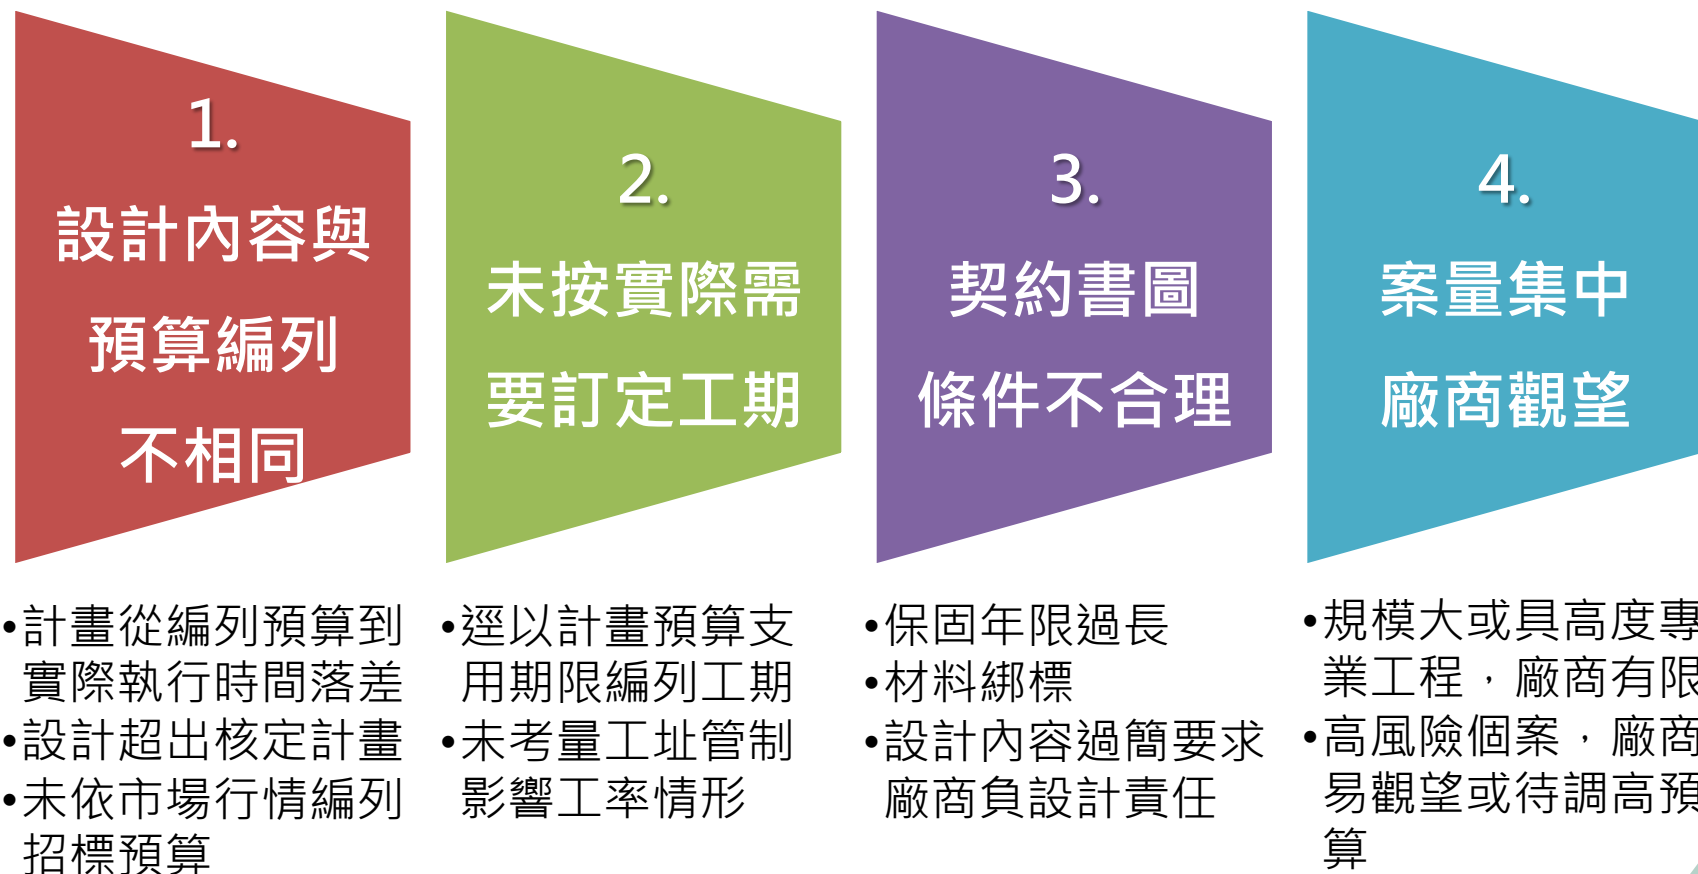 1.
設計內容與
預算編列
不相同
2.
未按實際需
要訂定工期
3.
契約書圖
條件不合理
4.
案量集中
廠商觀望
•計畫從編列預算到
實際執行時間落差
•設計超出核定計畫
•未依市場行情編列
招標預算
•逕以計畫預算支
用期限編列工期
•未考量工址管制
影響工率情形
•保固年限過長
•材料綁標
•設計內容過簡要求
廠商負設計責任
•規模大或具高度專
業工程，廠商有限
•高風險個案，廠商
易觀望或待調高預
算